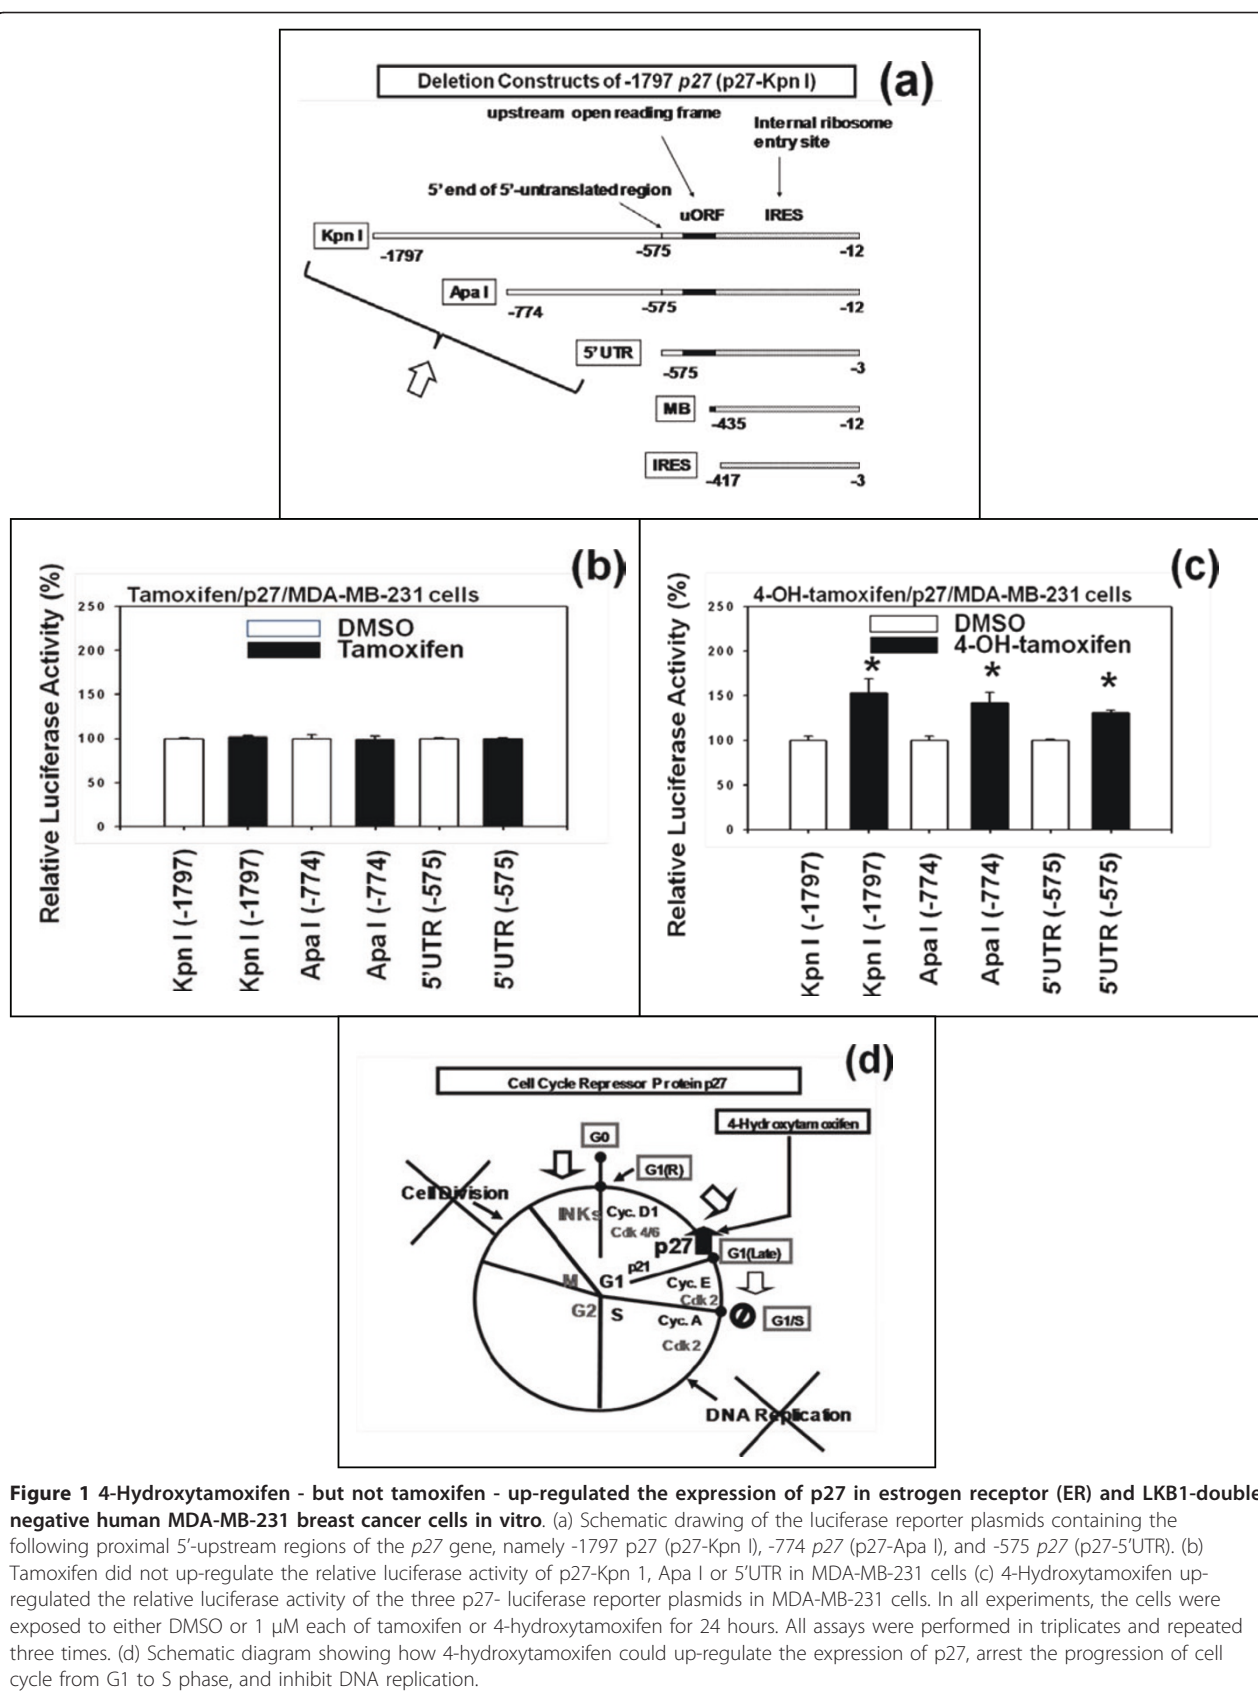 (a)
Deletion Constructs of -1797 p27 (p27-Kpn I)
upstream open reading frame
Internal ribosome
entry site
5' end of 5'-untranslated region
uORF IRES
Kpn I
-1797 -575 -12
Apa I
-774 -575 -12
5' UTR
-575 -3
MB
-435 -12
IRES
-417 -3
(b)
Tamoxifen/p27/MDA-MB-231 cells
Relative Luciferase Activity (%)
250
200
150
100
50
0
DMSO
Tamoxifen
Kpn I (-1797)
Kpn I (-1797)
Apa I (-774)
Apa I (-774)
5'UTR (-575)
5'UTR (-575)
(c)
4-OH-tamoxifen/p27/MDA-MB-231 cells
Relative Luciferase Activity (%)
250
200
150
100
50
0
DMSO
4-OH-tamoxifen
* * *
Kpn I (-1797)
Kpn I (-1797)
Apa I (-774)
Apa I (-774)
5'UTR (-575)
5'UTR (-575)
(d)
Cell Cycle Repressor Protein p27
4-Hydroxytamoxifen
G0
G1(R)
Cell Division
INKs Cyc. D1
Cdk 4/6
p27
G1(Late)
p21
M G1
Cyc. E
Cdk 2
G2 S
Cyc. A
G1/S
Cdk 2
DNA Replication
Figure 1 4-Hydroxytamoxifen - but not tamoxifen - up-regulated the expression of p27 in estrogen receptor (ER) and LKB1-double
negative human MDA-MB-231 breast cancer cells in vitro. (a) Schematic drawing of the luciferase reporter plasmids containing the
following proximal 5′-upstream regions of the p27 gene, namely -1797 p27 (p27-Kpn I), -774 p27 (p27-Apa I), and -575 p27 (p27-5′UTR). (b)
Tamoxifen did not up-regulate the relative luciferase activity of p27-Kpn 1, Apa I or 5′UTR in MDA-MB-231 cells (c) 4-Hydroxytamoxifen up-
regulated the relative luciferase activity of the three p27- luciferase reporter plasmids in MDA-MB-231 cells. In all experiments, the cells were
exposed to either DMSO or 1 μM each of tamoxifen or 4-hydroxytamoxifen for 24 hours. All assays were performed in triplicates and repeated
three times. (d) Schematic diagram showing how 4-hydroxytamoxifen could up-regulate the expression of p27, arrest the progression of cell
cycle from G1 to S phase, and inhibit DNA replication.